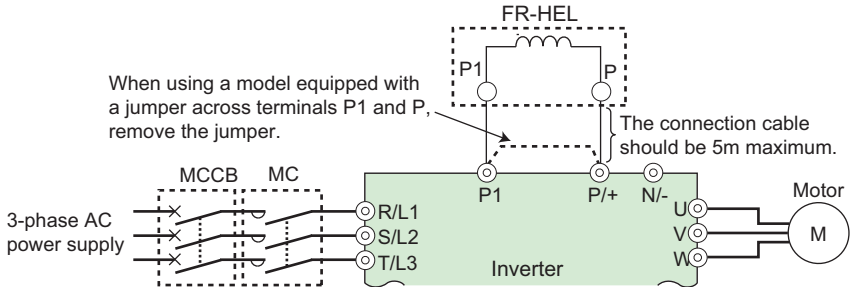 FR-HEL
P1
P
When using a model equipped with
a jumper across terminals P1 and P,
remove the jumper.
The connection cable
should be 5m maximum.
MCCB
MC
P1
P/+
N/-
Motor
3-phase AC
power supply
R/L1
S/L2
T/L3
Inverter
U
V
W
M